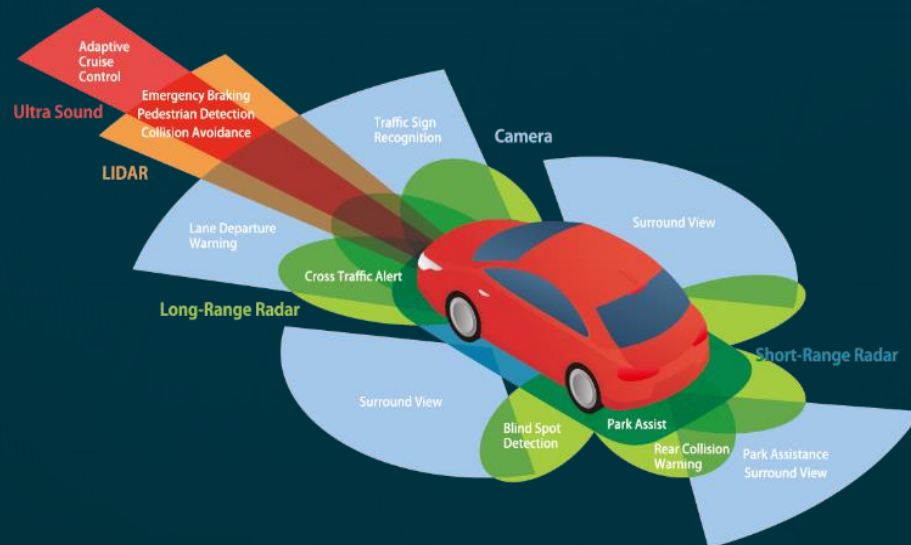 Adaptive
Cruise
Control
Ultra Sound
Emergency Braking
Pedestrian Detection
Collision Avoidance
LIDAR
Traffic Sign
Recognition
Camera
Lane Departure
Warning
Surround View
Cross Traffic Alert
Long-Range Radar
Short-Range Radar
Surround View
Blind Spot
Detection
Park Assist
Rear Collision
Warning
Park Assistance
Surround View